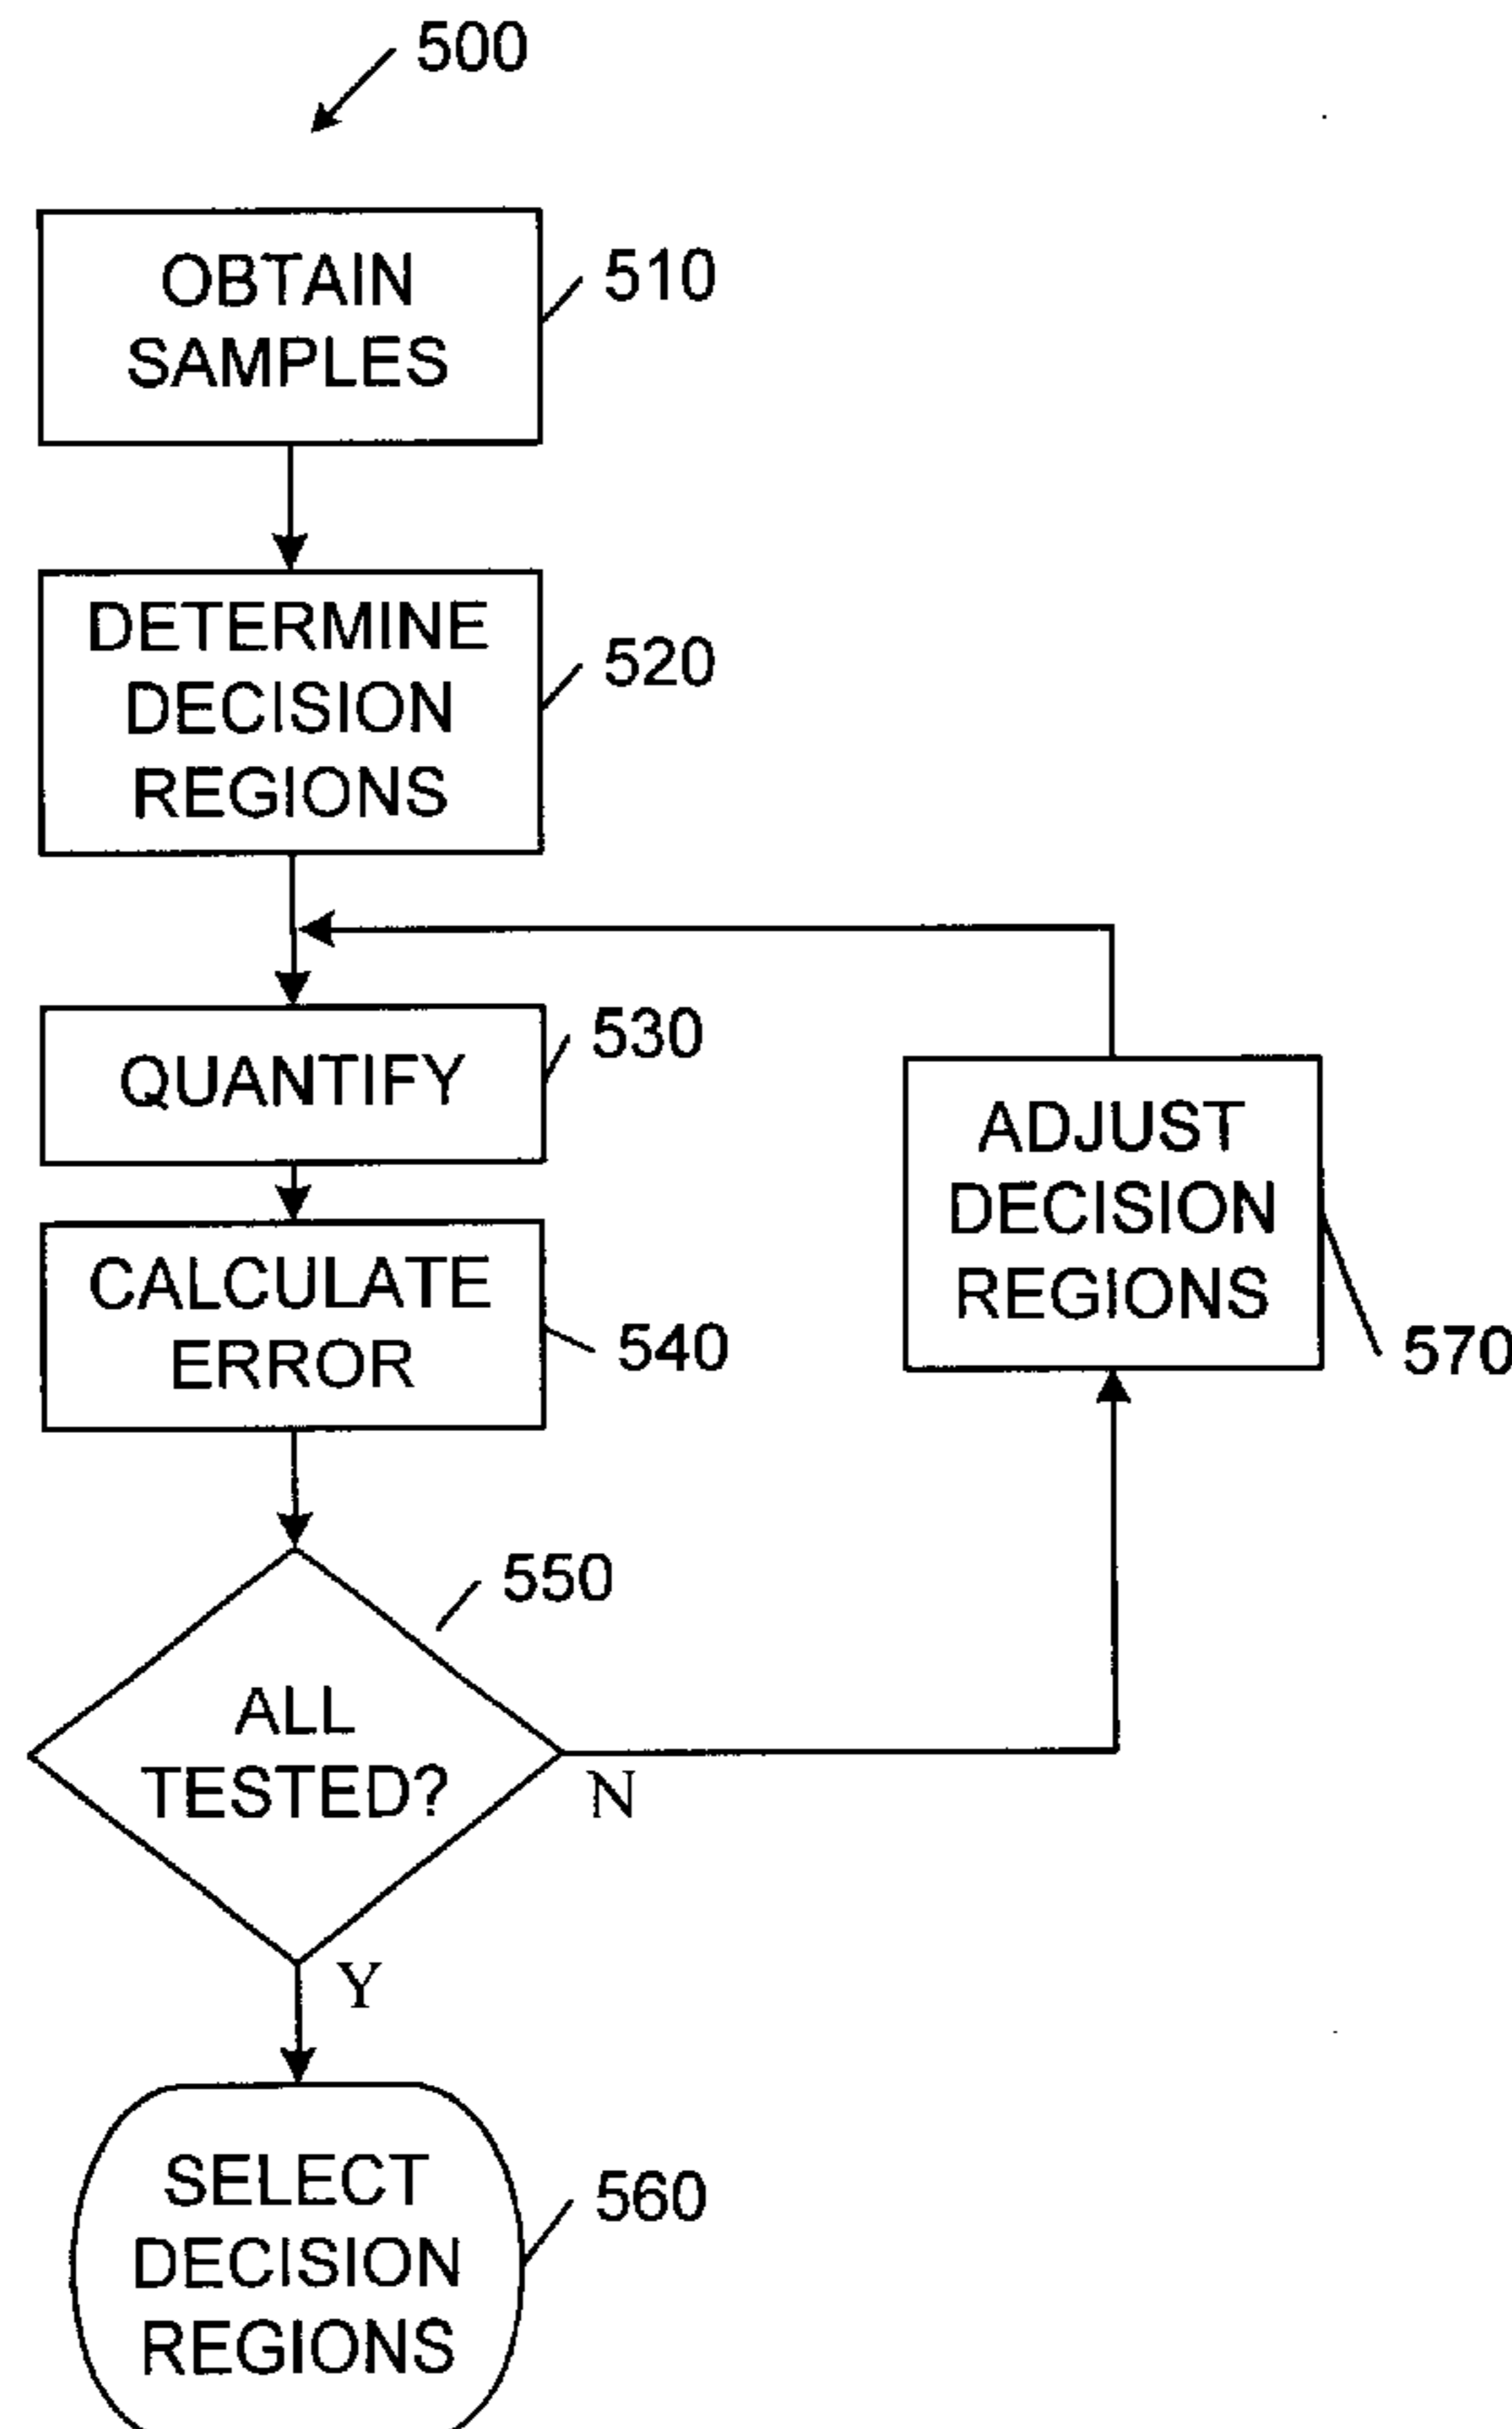 500
OBTAIN
SAMPLES
510
DETERMINE
DECISION
REGIONS
520
QUANTIFY
530
CALCULATE
ERROR
540
ADJUST
DECISION
REGIONS
570
ALL
TESTED?
550
N
Y
SELECT
DECISION
REGIONS
560